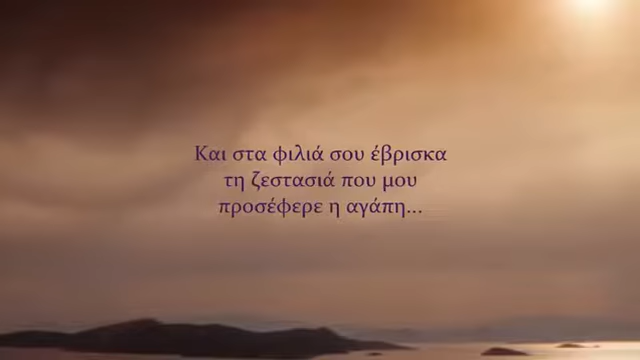 Και στα φιλιά σου έβρισκα
τη ζεστασιά που μου
προσέφερε η αγάπη...